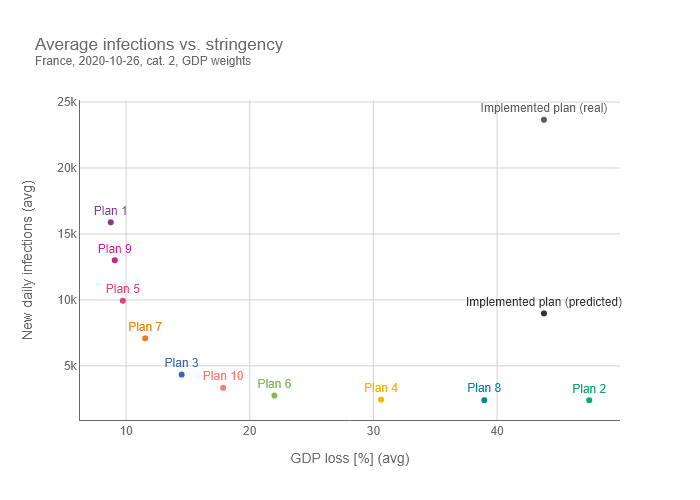 Average infections vs. stringency
France, 2020-10-26, cat. 2, GDP weights
25k
Implemented plan (real)
20k
Plan 1
15k
Plan 9
Plan 5
10k
Implemented plan (predicted)
Plan 7
5k
Plan 3
Plan 10
Plan 6
Plan 4
Plan 8
Plan 2
New daily infections (avg)
10
20
30
40
GDP loss [%] (avg)